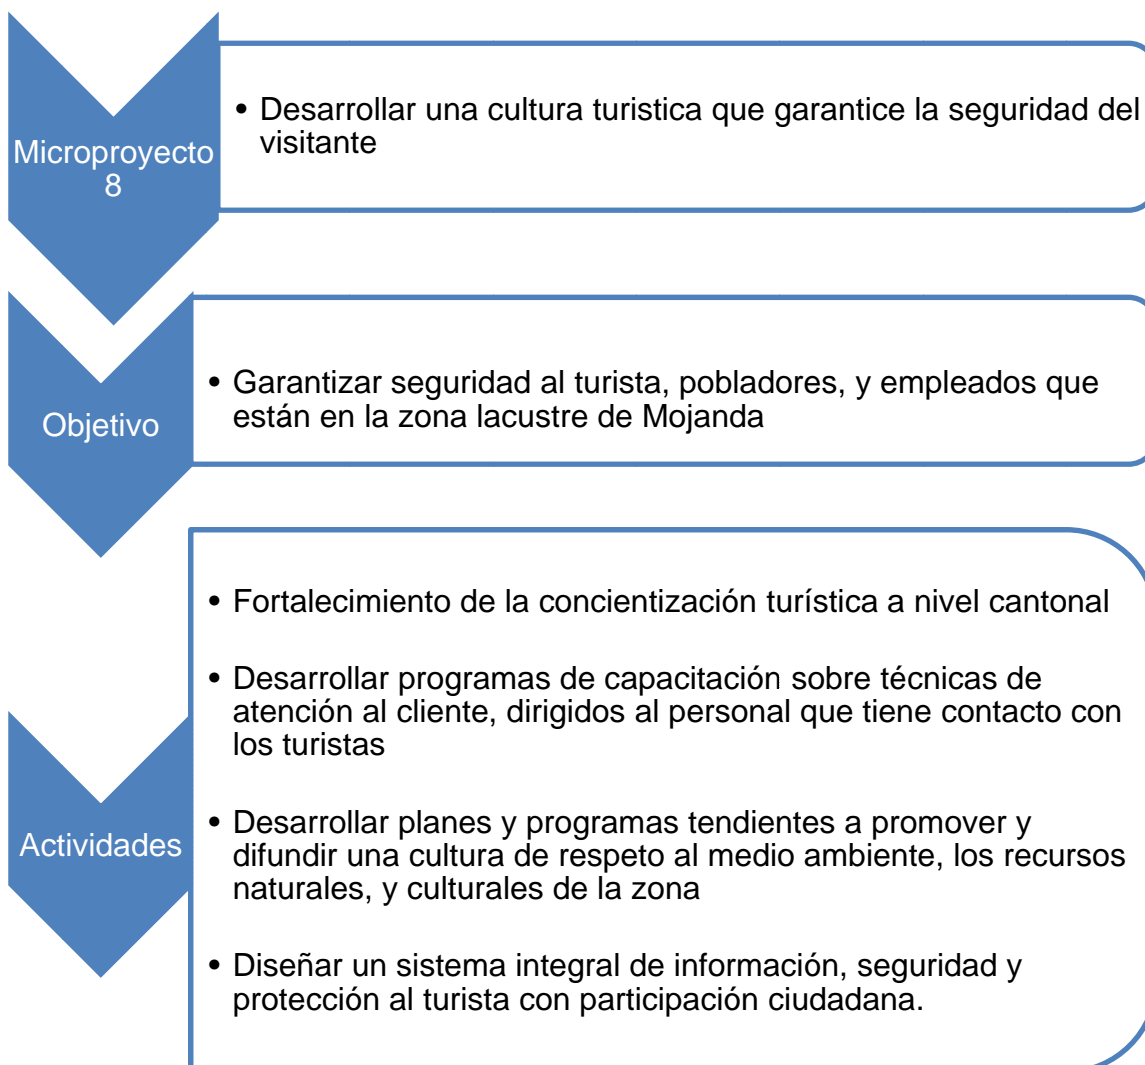 Microproyecto
8
• Desarrollar una cultura turistica que garantice la seguridad del
visitante
Objetivo
• Garantizar seguridad al turista, pobladores, y empleados que
están en la zona lacustre de Mojanda
Actividades
• Fortalecimiento de la concientización turística a nivel cantonal
• Desarrollar programas de capacitación sobre técnicas de
atención al cliente, dirigidos al personal que tiene contacto con
los turistas
• Desarrollar planes y programas tendientes a promover y
difundir una cultura de respeto al medio ambiente, los recursos
naturales, y culturales de la zona
• Diseñar un sistema integral de información, seguridad y
protección al turista con participación ciudadana.